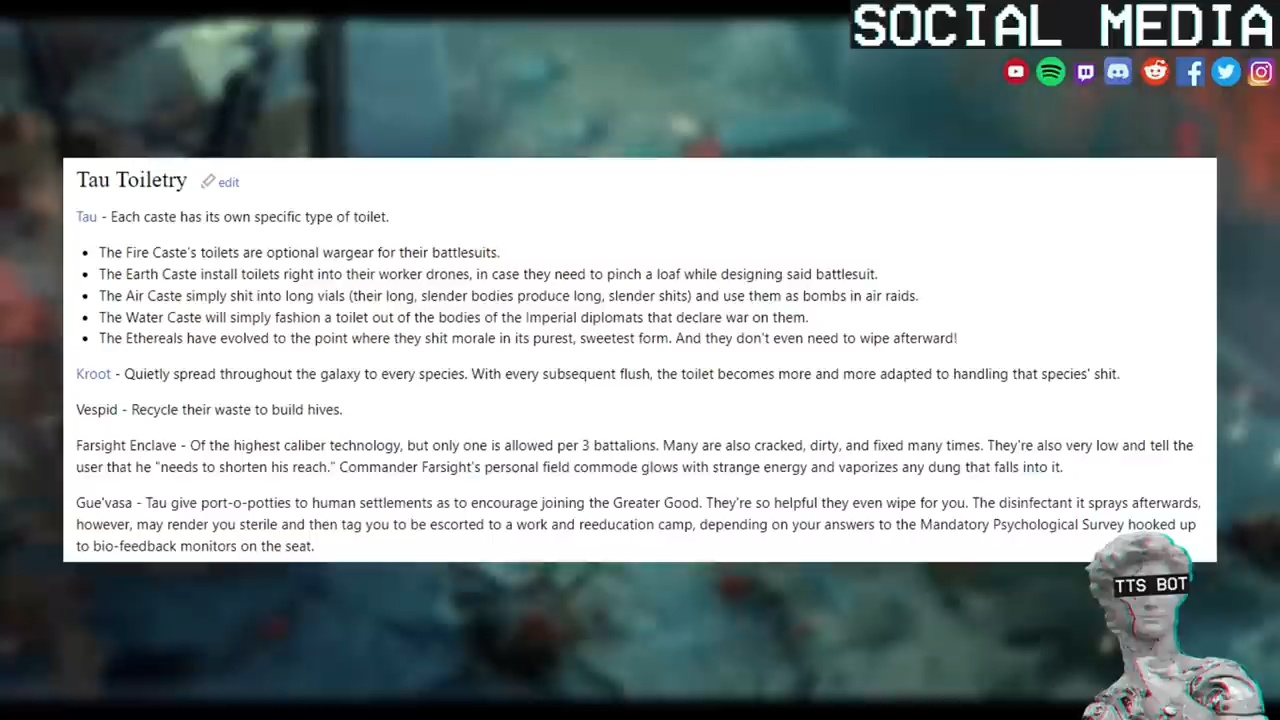 SOCIAL MEDIA
Tau Toiletry edit
Tau - Each caste has its own specific type of toilet.
The Fire Caste's toilets are optional wargear for their battlesuits.
The Earth Caste install toilets right into their worker drones, in case they need to pinch a loaf while designing said battlesuit.
The Air Caste simply shit into long vials (their long, slender bodies produce long, slender shits) and use them as bombs in air raids.
The Water Caste will simply fashion a toilet out of the bodies of the Imperial diplomats that declare war on them.
The Ethereals have evolved to the point where they shit morale in its purest, sweetest form. And they don't even need to wipe afterward!
Kroot - Quietly spread throughout the galaxy to every species. With every subsequent flush, the toilet becomes more and more adapted to handling that species' shit.
Vespid - Recycle their waste to build hives.
Farsight Enclave - Of the highest caliber technology, but only one is allowed per 3 battalions. Many are also cracked, dirty, and fixed many times. They're also very low and tell the
user that he "needs to shorten his reach." Commander Farsight's personal field commode glows with strange energy and vaporizes any dung that falls into it.
Gue'vasa - Tau give port-o-potties to human settlements as to encourage joining the Greater Good. They're so helpful they even wipe for you. The disinfectant it sprays afterwards,
however, may render you sterile and then tag you to be escorted to a work and reeducation camp, depending on your answers to the Mandatory Psychological Survey hooked up
to bio-feedback monitors on the seat.
TTS BOT